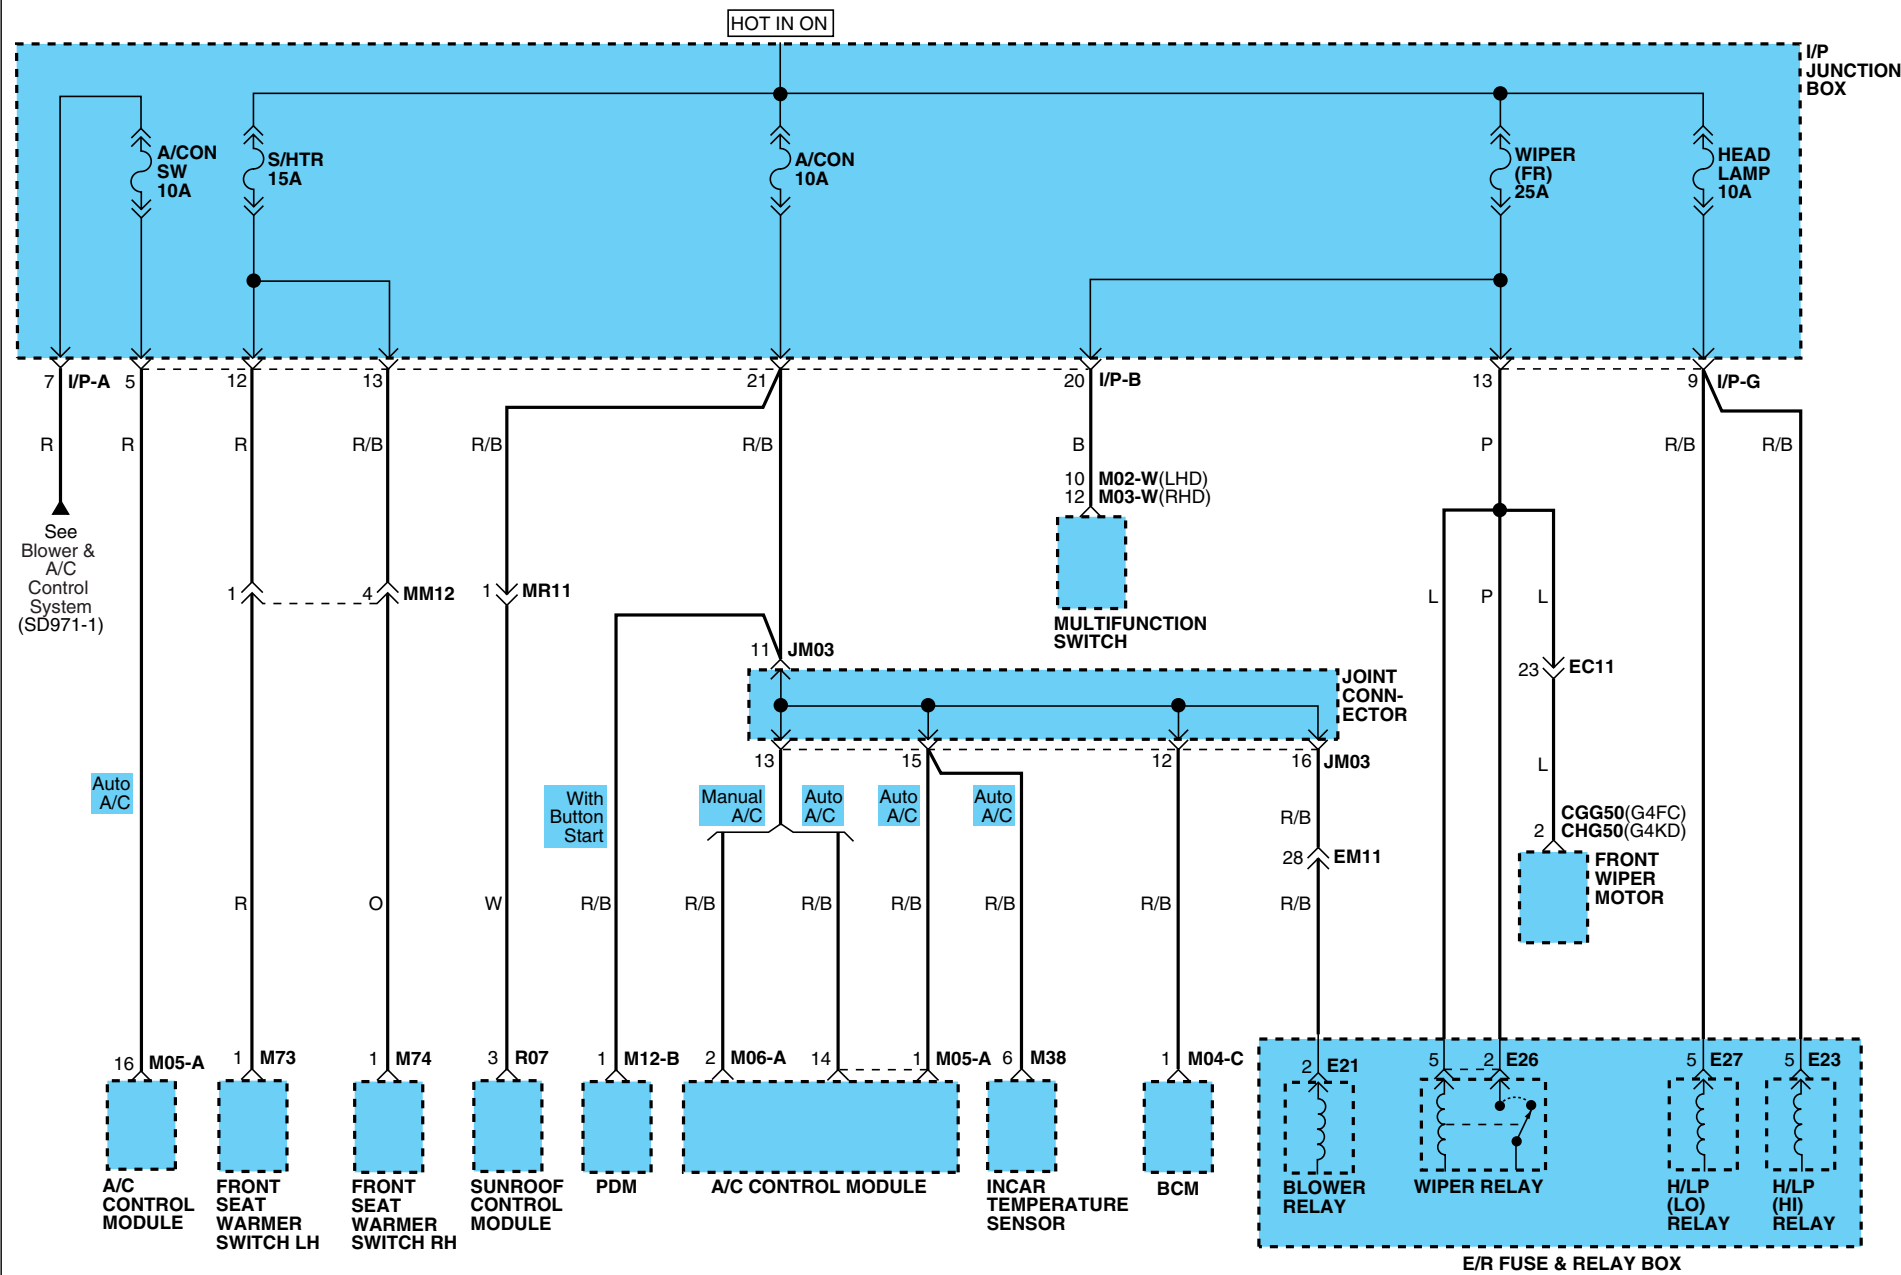 HOT IN ON
I/P
JUNCTION
BOX
A/CON
SW
10A
S/HTR
15A
A/CON
10A
WIPER
(FR)
25A
HEAD
LAMP
10A
7 I/P-A 5 12 13 21 20 I/P-B 13 9 I/P-G
R R R R/B R/B R/B B P R/B R/B
10 M02-W(LHD)
12 M03-W(RHD)
See
Blower &
A/C
Control
System
(SD971-1)
1 4 MM12 1 MR11
L P L
MULTIFUNCTION
SWITCH
11 JM03
23 EC11
JOINT
CONN-
ECTOR
13 15 12 16 JM03
L
Auto
A/C
With
Button
Start
Manual
A/C
Auto
A/C
Auto
A/C
Auto
A/C
R/B
CGG50(G4FC)
2 CHG50(G4KD)
28 EM11
FRONT
WIPER
MOTOR
R O W R/B R/B R/B R/B R/B R/B R/B
16 M05-A 1 M73 1 M74 3 R07 1 M12-B 2 M06-A 14 1 M05-A 6 M38 1 M04-C 2 E21 5 2 E26 5 E27 5 E23
A/C
CONTROL
MODULE
FRONT
SEAT
WARMER
SWITCH LH
FRONT
SEAT
WARMER
SWITCH RH
SUNROOF
CONTROL
MODULE
PDM
A/C CONTROL MODULE
INCAR
TEMPERATURE
SENSOR
BCM
BLOWER
RELAY
WIPER RELAY
H/LP
(LO)
RELAY
H/LP
(HI)
RELAY
E/R FUSE & RELAY BOX